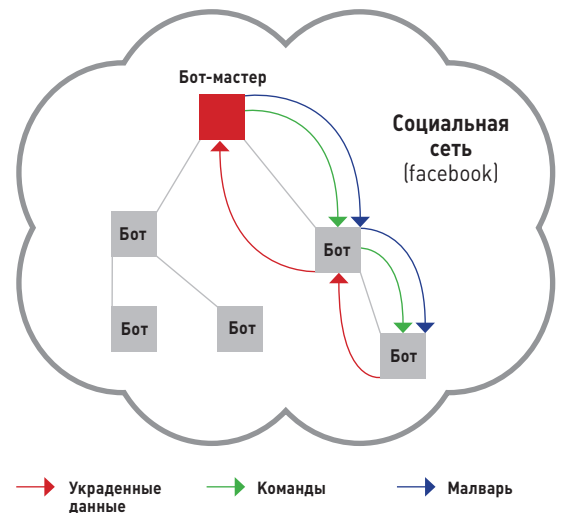 Бот-мастер
Социальная
сеть
(facebook)
Бот
Бот
Бот
Бот
Бот
Украденные
данные
Команды
Малварь